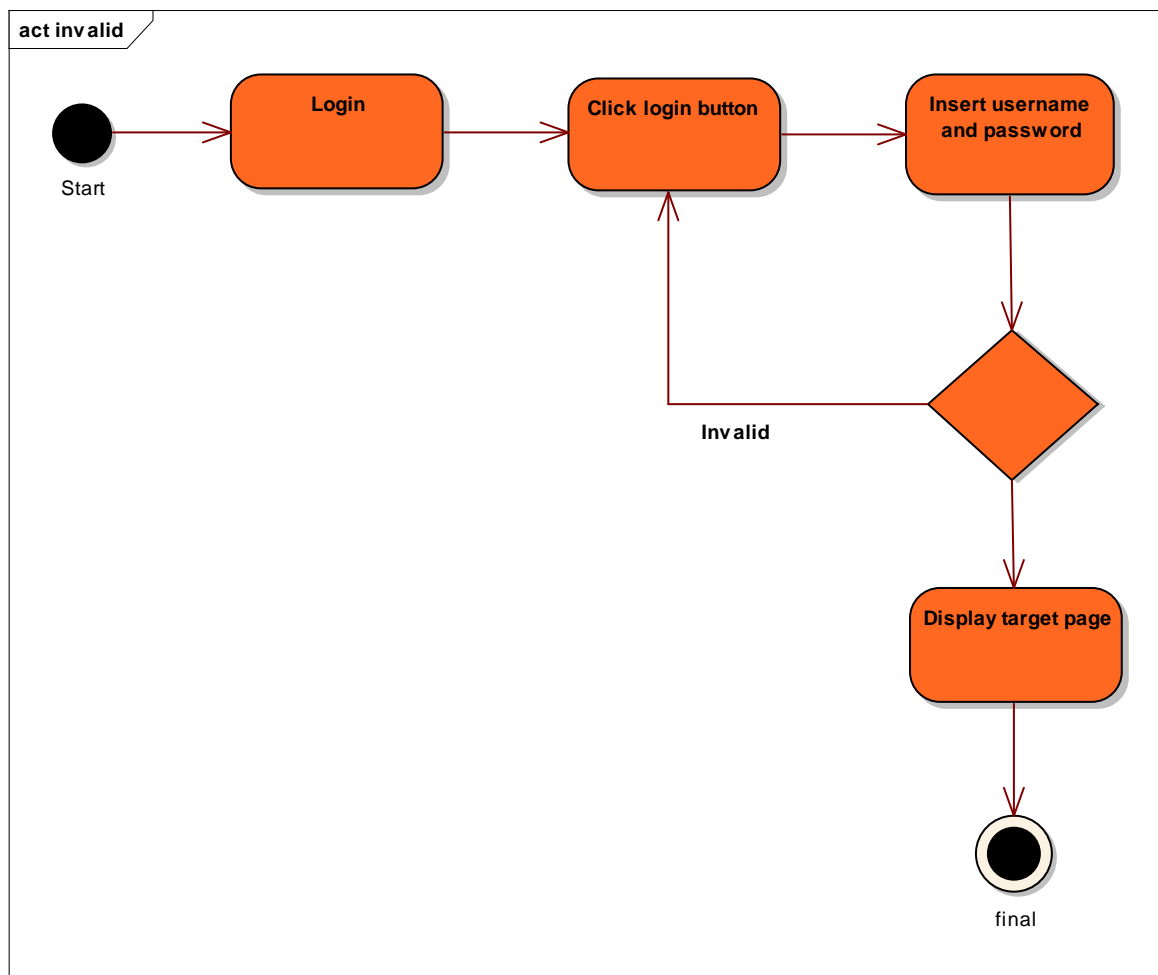 act invalid
Login
Click login button
Insert username
and password
Start
Invalid
Display target page
final